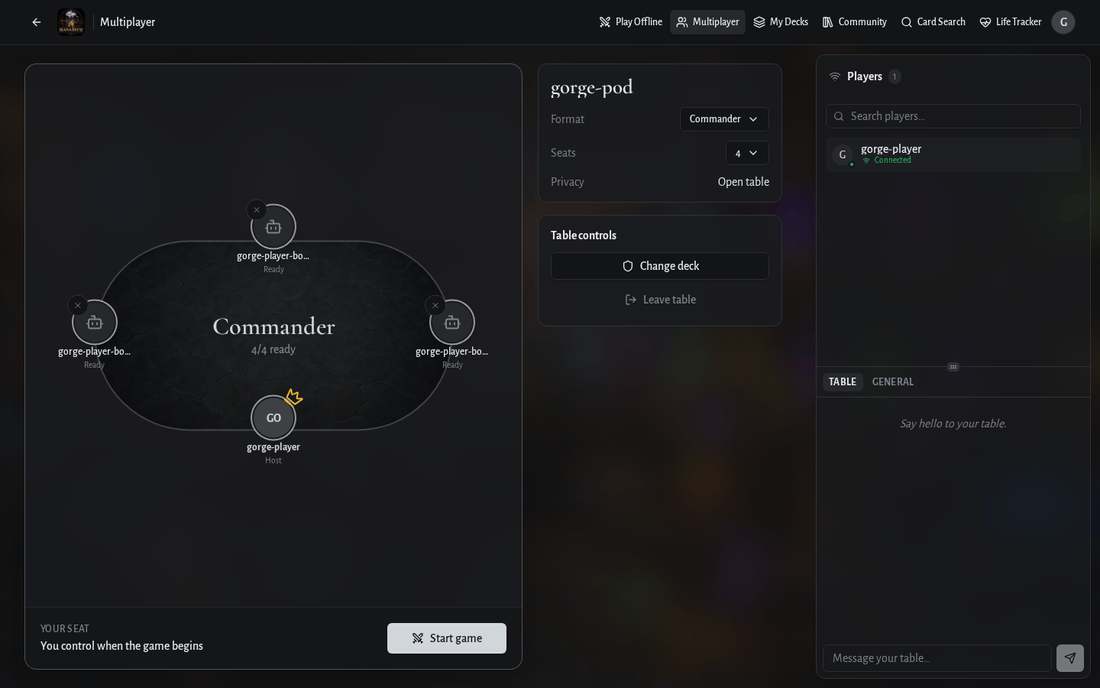 Multiplayer
Play Offline
Multiplayer
My Decks
Community
Card Search
Life Tracker
G
gorge-player-bo...
Ready
gorge-player-bo...
Ready
Commander
4/4 ready
gorge-player-bo...
Ready
GO
gorge-player
Host
YOUR SEAT
You control when the game begins
Start game
gorge-pod
Format
Commander
Seats
4
Privacy
Open table
Table controls
Change deck
Leave table
Players
1
Search players...
G
gorge-player
Connected
TABLE
GENERAL
Say hello to your table.
Message your table...